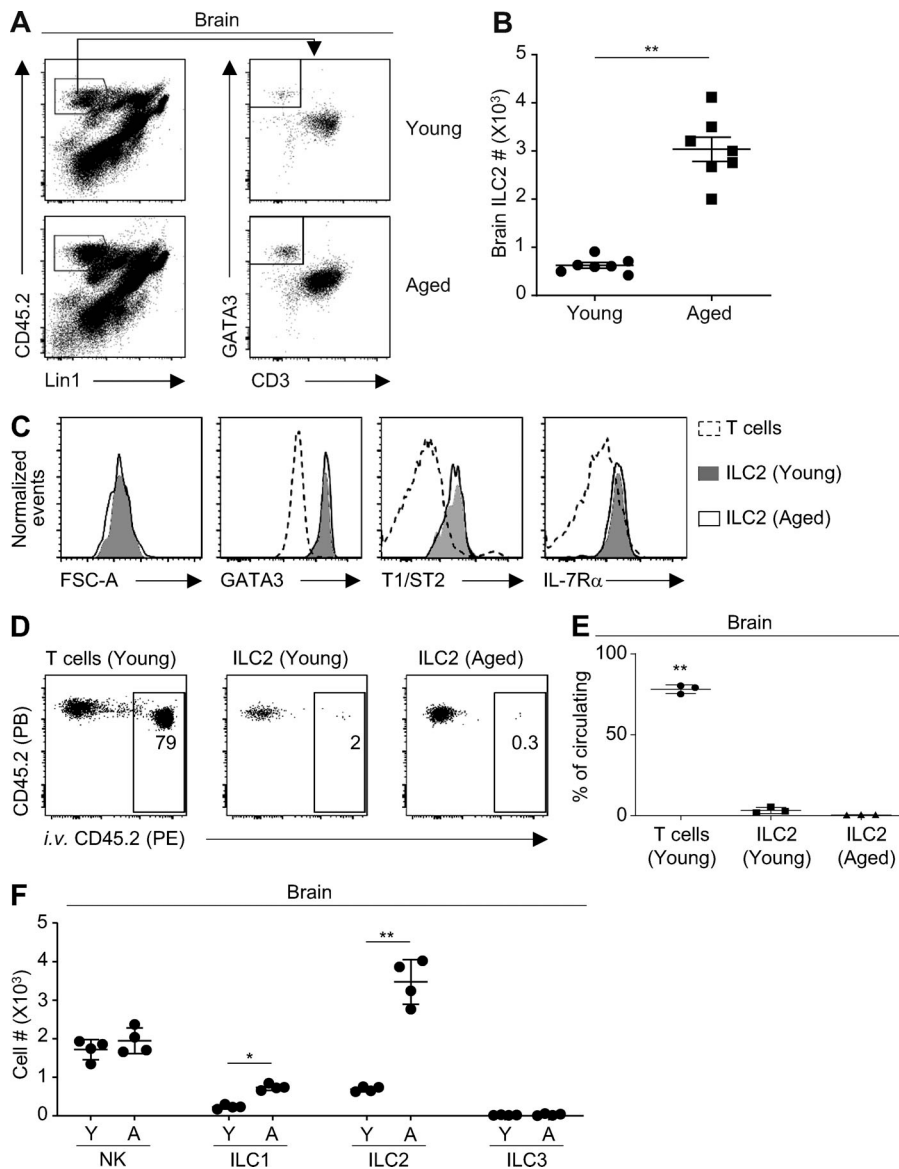 A
Brain
CD45.2
Lin1
GATA3
CD3
Young
Aged
B
**
Brain ILC2 # (X10³)
5
4
3
2
1
0
Young
Aged
C
Normalized
events
FSC-A
GATA3
T1/ST2
IL-7Rα
T cells
ILC2 (Young)
ILC2 (Aged)
D
T cells (Young)
ILC2 (Young)
ILC2 (Aged)
CD45.2 (PB)
79
2
0.3
i.v. CD45.2 (PE)
E
Brain
% of circulating
100
50
0
**
T cells
(Young)
ILC2
(Young)
ILC2
(Aged)
F
Brain
Cell # (X10³)
5
4
3
2
1
0
*
**
Y A Y A Y A Y A
NK ILC1 ILC2 ILC3